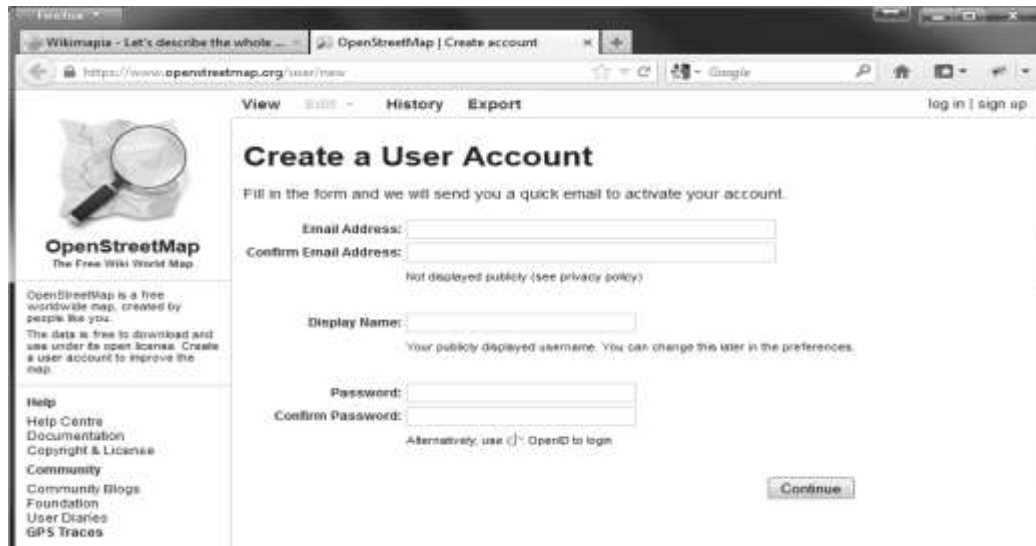 Firefox
Wikimapia - Let's describe the whole ...
OpenStreetMap | Create account
https://www.openstreetmap.org/user/new
Google
View Edit History Export
log in | sign up
OpenStreetMap
The Free Wiki World Map
OpenStreetMap is a free
worldwide map, created by
people like you.
The data is free to download and
use under its open license. Create
a user account to improve the
map.
Help
Help Centre
Documentation
Copyright & License
Community
Community Blogs
Foundation
User Diaries
GPS Traces
Create a User Account
Fill in the form and we will send you a quick email to activate your account.
Email Address:
Confirm Email Address:
Not displayed publicly (see privacy policy)
Display Name:
Your publicly displayed username. You can change this later in the preferences.
Password:
Confirm Password:
Alternatively, use OpenID to login
Continue